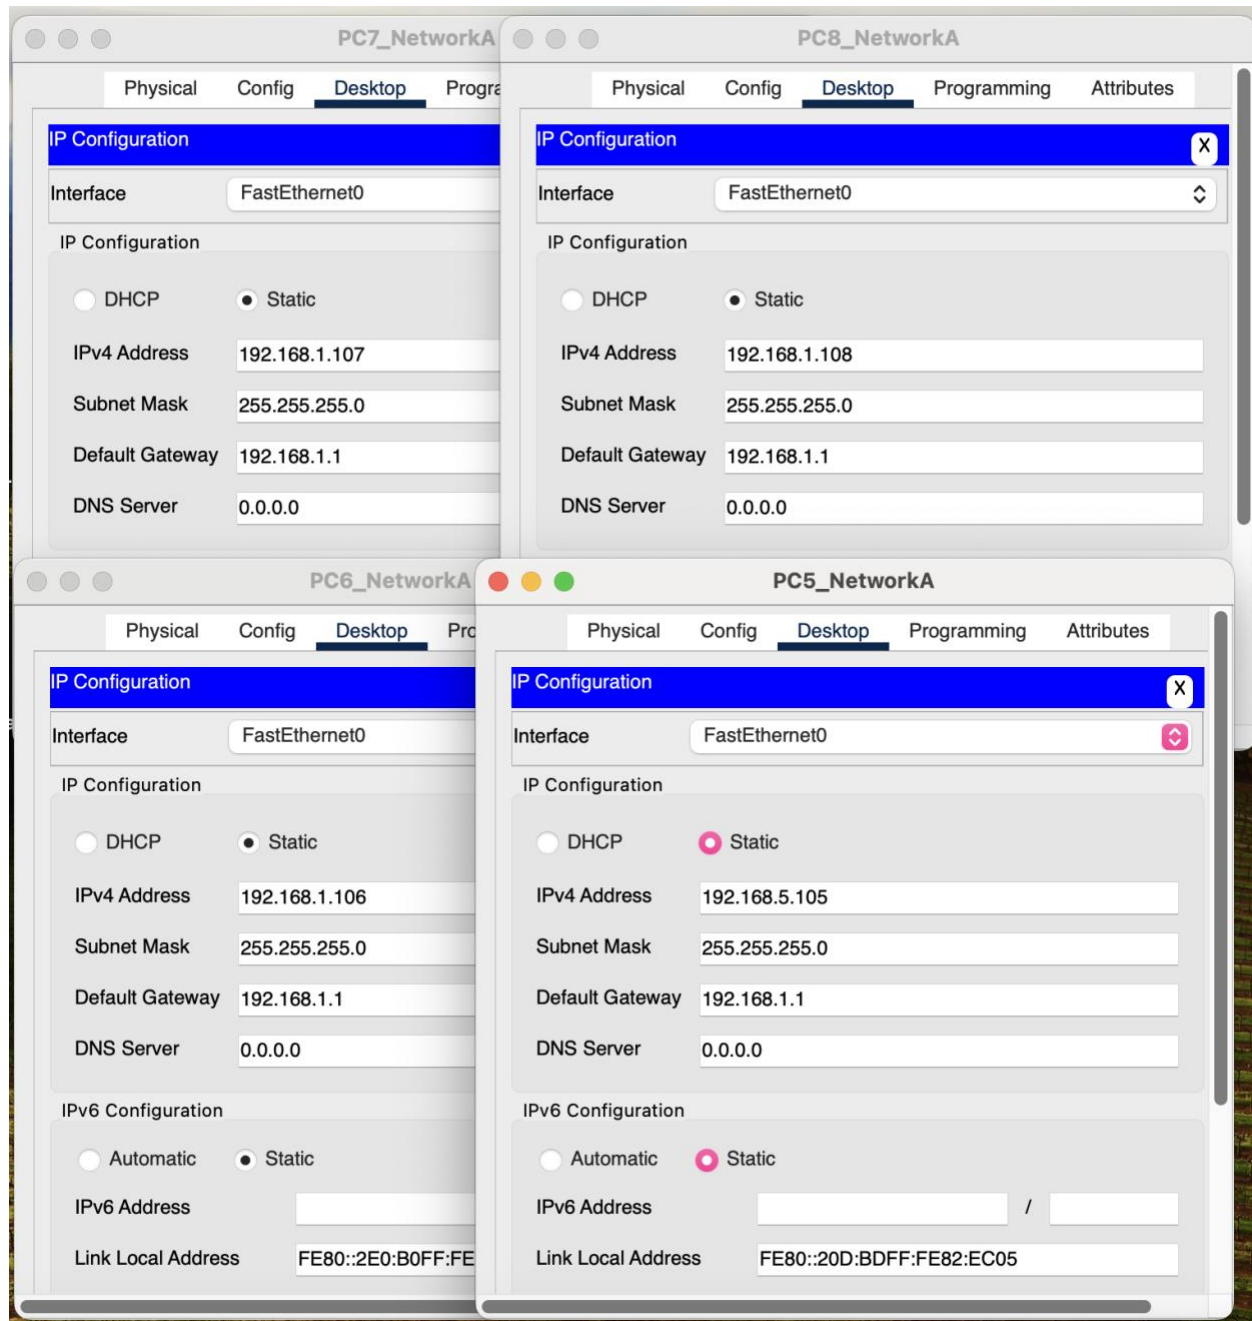 PC7_NetworkA
Physical Config Desktop Progra
IP Configuration
Interface FastEthernet0
IP Configuration
DHCP Static
IPv4 Address 192.168.1.107
Subnet Mask 255.255.255.0
Default Gateway 192.168.1.1
DNS Server 0.0.0.0
PC8_NetworkA
Physical Config Desktop Programming Attributes
IP Configuration X
Interface FastEthernet0
IP Configuration
DHCP Static
IPv4 Address 192.168.1.108
Subnet Mask 255.255.255.0
Default Gateway 192.168.1.1
DNS Server 0.0.0.0
PC6_NetworkA
Physical Config Desktop Pro
IP Configuration
Interface FastEthernet0
IP Configuration
DHCP Static
IPv4 Address 192.168.1.106
Subnet Mask 255.255.255.0
Default Gateway 192.168.1.1
DNS Server 0.0.0.0
IPv6 Configuration
Automatic Static
IPv6 Address
Link Local Address FE80::2E0:B0FF:FE
PC5_NetworkA
Physical Config Desktop Programming Attributes
IP Configuration X
Interface FastEthernet0
IP Configuration
DHCP Static
IPv4 Address 192.168.5.105
Subnet Mask 255.255.255.0
Default Gateway 192.168.1.1
DNS Server 0.0.0.0
IPv6 Configuration
Automatic Static
IPv6 Address /
Link Local Address FE80::20D:BDFF:FE82:EC05